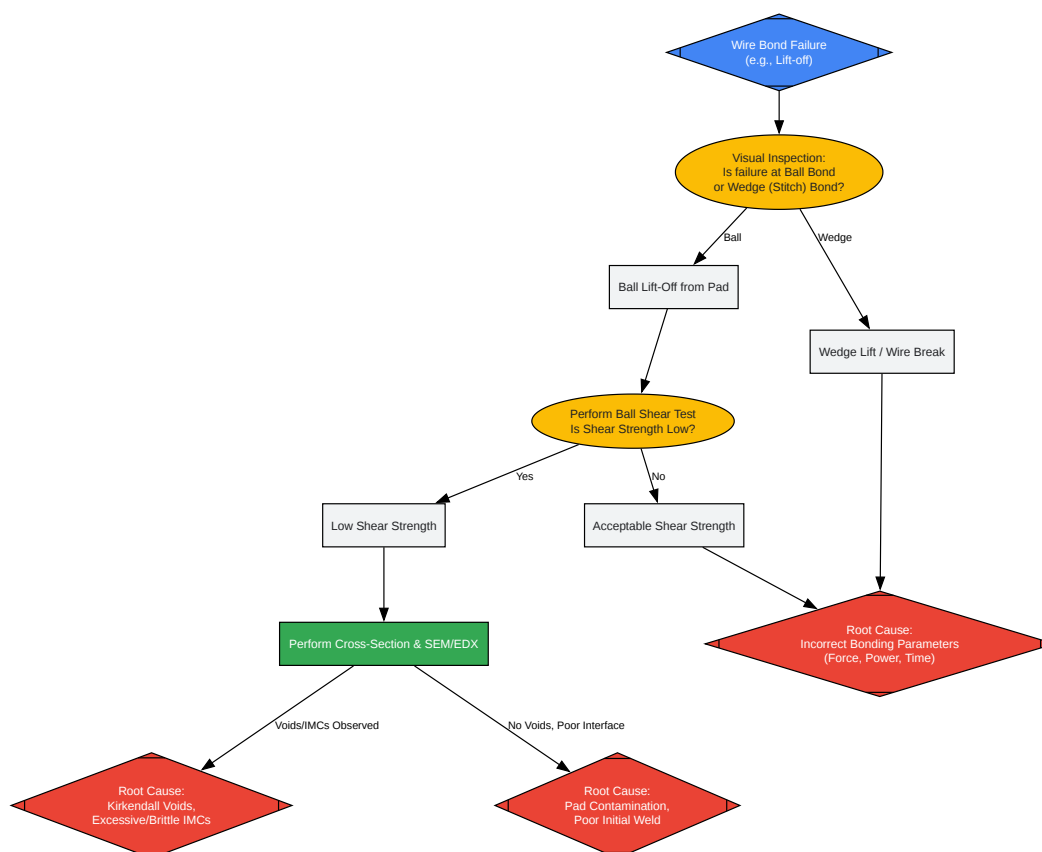 Wire Bond Failure
(e.g., Lift-off)
Visual Inspection:
Is failure at Ball Bond
or Wedge (Stitch) Bond?
Ball
Wedge
Ball Lift-Off from Pad
Wedge Lift / Wire Break
Perform Ball Shear Test
Is Shear Strength Low?
Yes
No
Low Shear Strength
Acceptable Shear Strength
Perform Cross-Section & SEM/EDX
Root Cause:
Incorrect Bonding Parameters
(Force, Power, Time)
Voids/IMCs Observed
No Voids, Poor Interface
Root Cause:
Kirkendall Voids,
Excessive/Brittle IMCs
Root Cause:
Pad Contamination,
Poor Initial Weld